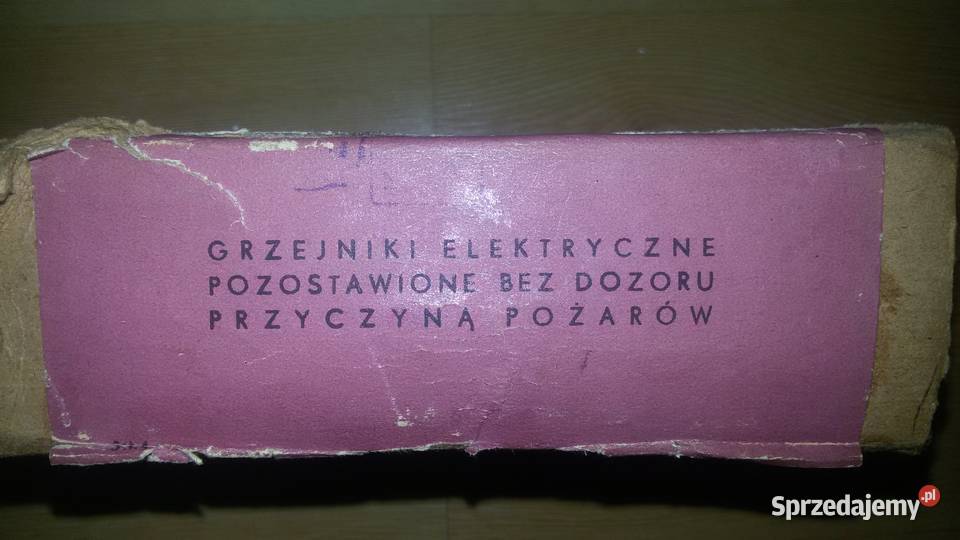 GRZEJNIKI ELEKTRYCZNE
POZOSTAWIONE BEZ DOZORU
PRZYCZYNĄ POŻARÓW
Sprzedajemy.pl